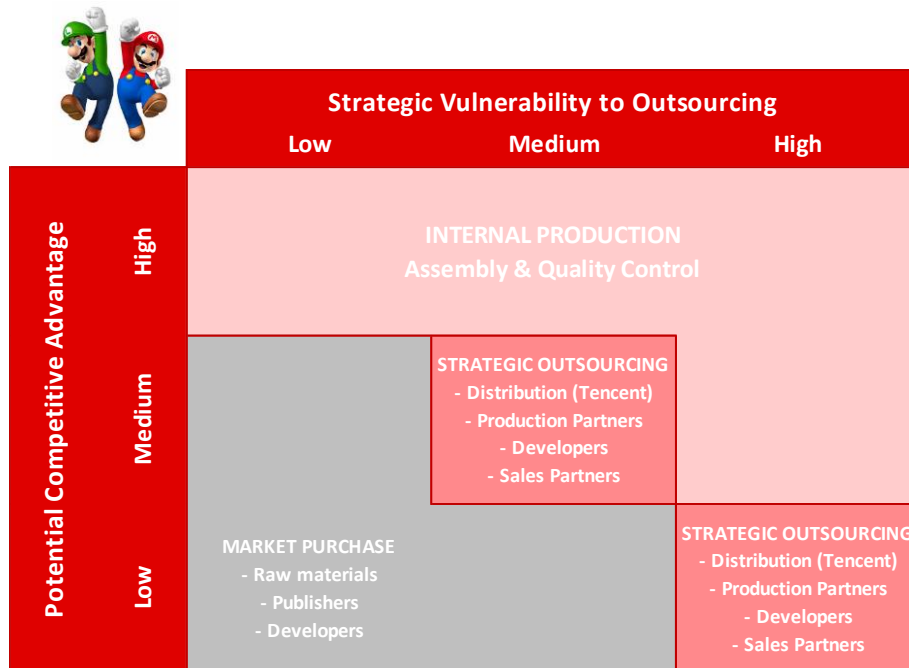 Strategic Vulnerability to Outsourcing
Low
Medium
High
Potential Competitive Advantage
High
INTERNAL PRODUCTION
Assembly & Quality Control
Medium
STRATEGIC OUTSOURCING
- Distribution (Tencent)
- Production Partners
- Developers
- Sales Partners
Low
MARKET PURCHASE
- Raw materials
- Publishers
- Developers
STRATEGIC OUTSOURCING
- Distribution (Tencent)
- Production Partners
- Developers
- Sales Partners